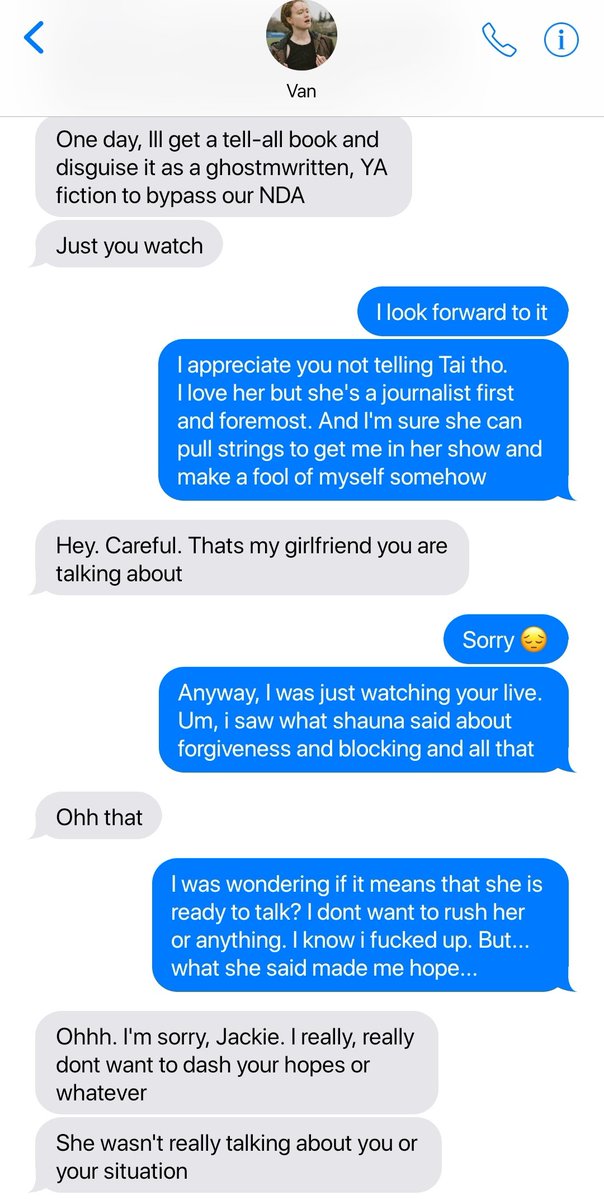 Van
One day, Ill get a tell-all book and
disguise it as a ghostmwritten, YA
fiction to bypass our NDA
Just you watch
I look forward to it
I appreciate you not telling Tai tho.
I love her but she's a journalist first
and foremost. And I'm sure she can
pull strings to get me in her show and
make a fool of myself somehow
Hey. Careful. Thats my girlfriend you are
talking about
Sorry 😔
Anyway, I was just watching your live.
Um, i saw what shauna said about
forgiveness and blocking and all that
Ohh that
I was wondering if it means that she is
ready to talk? I dont want to rush her
or anything. I know i fucked up. But...
what she said made me hope...
Ohhh. I'm sorry, Jackie. I really, really
dont want to dash your hopes or
whatever
She wasn't really talking about you or
your situation